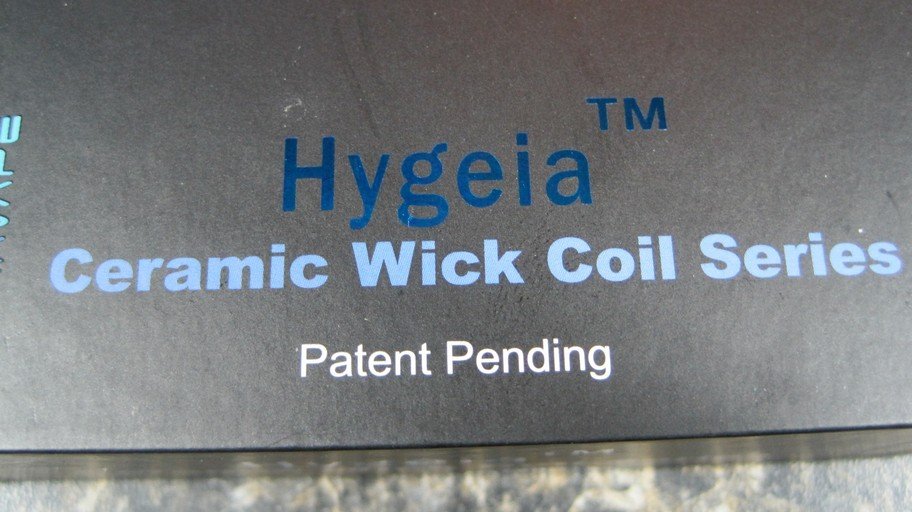 Hygeia™
Ceramic Wick Coil Series
Patent Pending